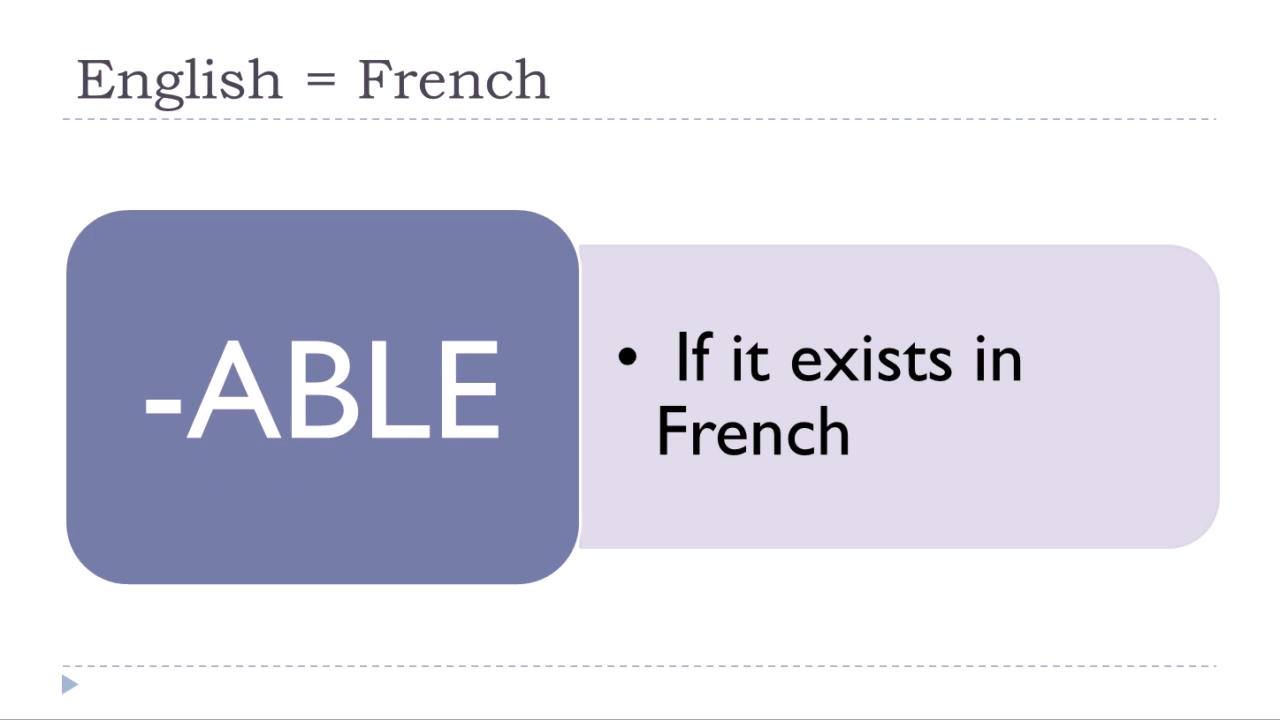 English = French
-ABLE
• If it exists in
French